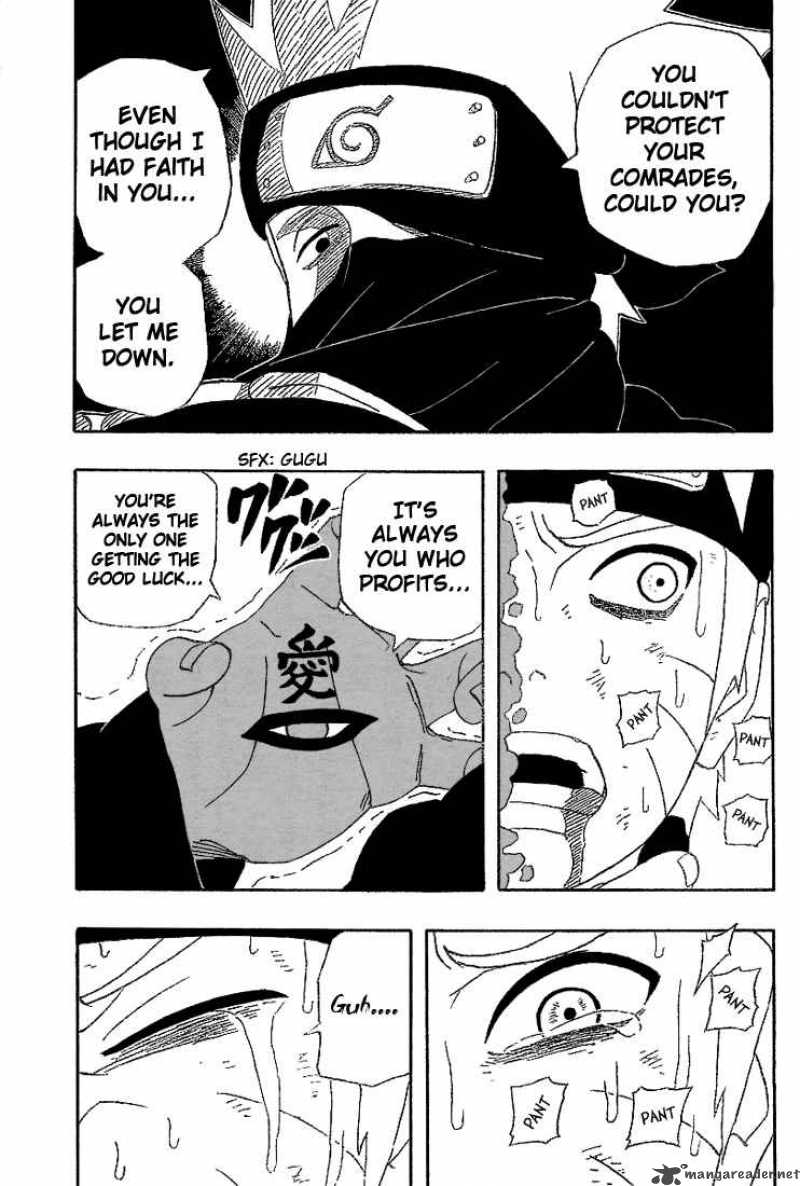 YOU
COULDN'T
PROTECT
YOUR
COMRADES,
COULD YOU?
EVEN
THOUGH I
HAD FAITH
IN YOU...
YOU
LET ME
DOWN.
SFX: GUGU
PANT
PANT
PANT
PANT
IT'S
ALWAYS
YOU WHO
PROFITS...
YOU'RE
ALWAYS THE
ONLY ONE
GETTING THE
GOOD LUCK...
グググッ
愛
PANT
PANT
PANT
Guh....
mangareader.net